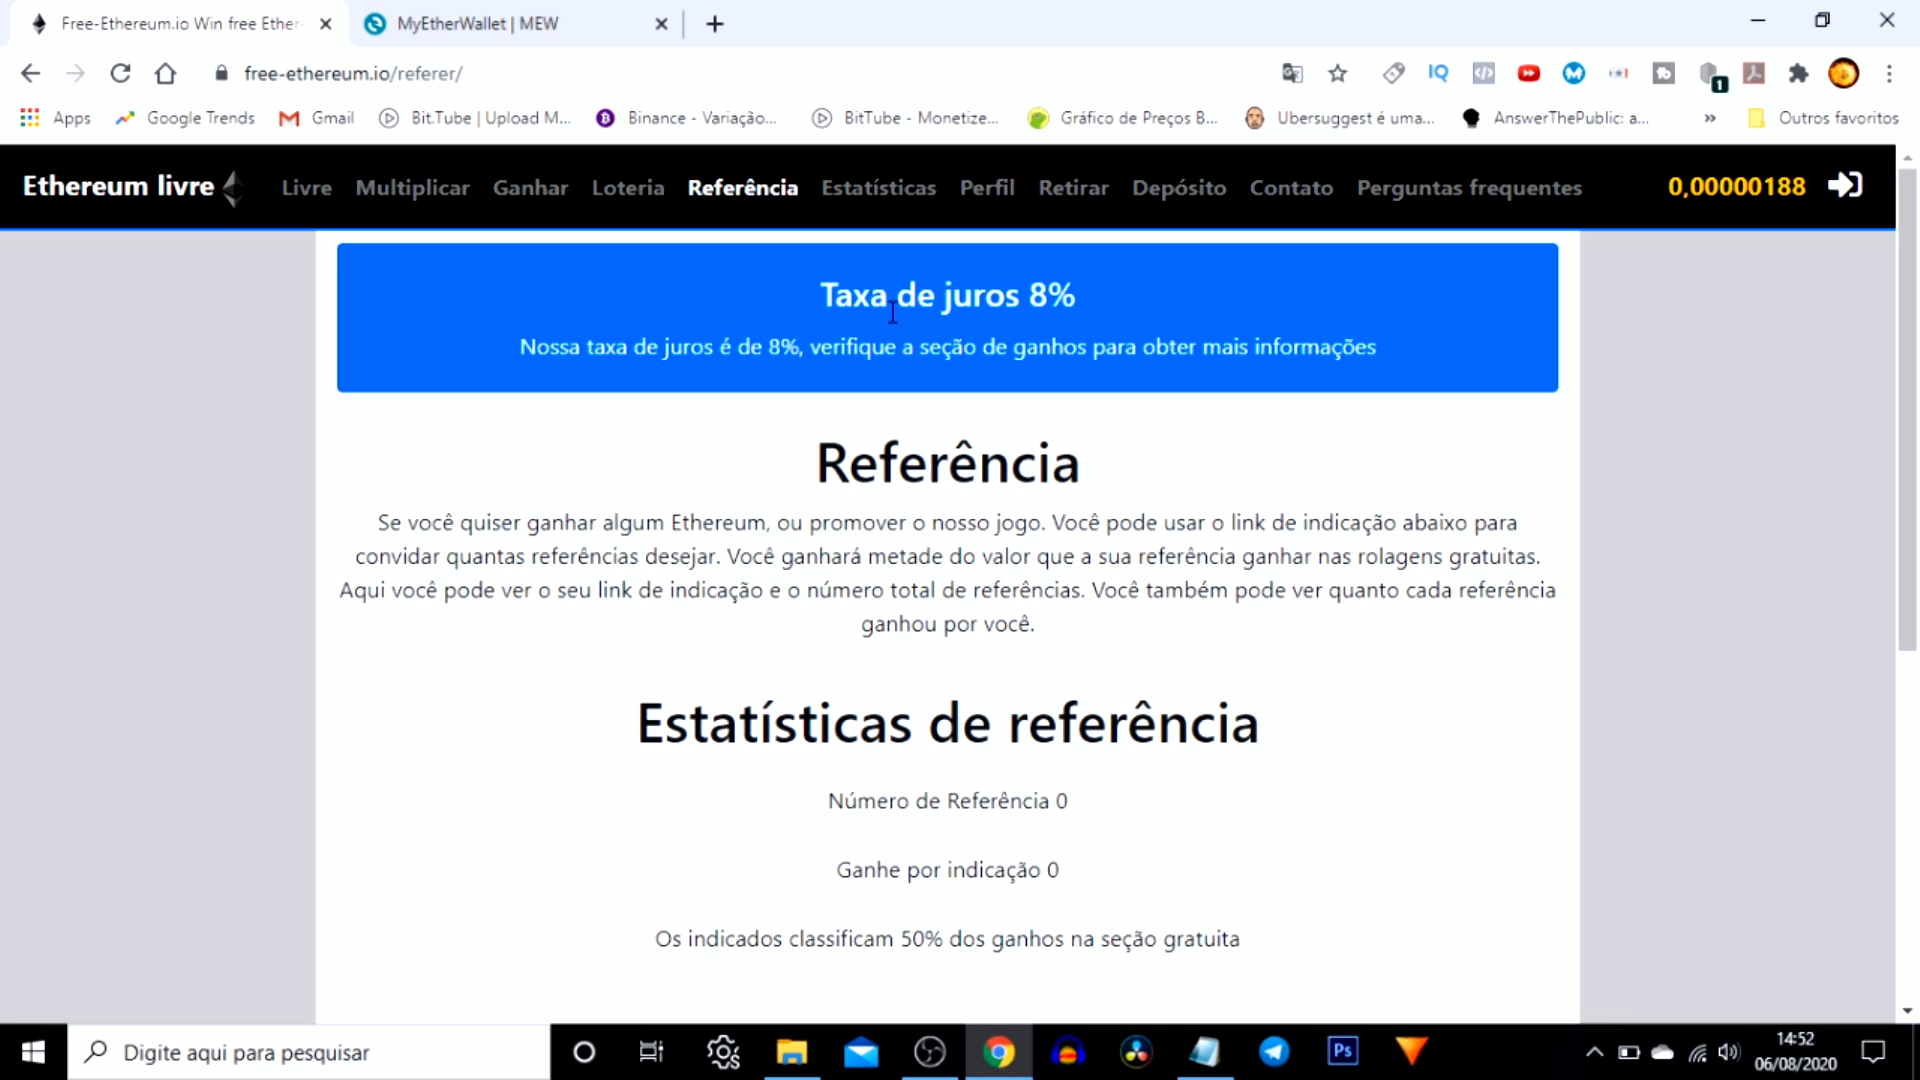 Free-Ethereum.io Win free Ether
MyEtherWallet | MEW
free-ethereum.io/referer/
Apps
Google Trends
Gmail
Bit.Tube | Upload M...
Binance - Variação...
BitTube - Monetize...
Gráfico de Preços B...
Ubersuggest é uma...
AnswerThePublic: a...
»
Outros favoritos
Ethereum livre
Livre
Multiplicar
Ganhar
Loteria
Referência
Estatísticas
Perfil
Retirar
Depósito
Contato
Perguntas frequentes
0,00000188
Taxa de juros 8%
Nossa taxa de juros é de 8%, verifique a seção de ganhos para obter mais informações
Referência
Se você quiser ganhar algum Ethereum, ou promover o nosso jogo. Você pode usar o link de indicação abaixo para
convidar quantas referências desejar. Você ganhará metade do valor que a sua referência ganhar nas rolagens gratuitas.
Aqui você pode ver o seu link de indicação e o número total de referências. Você também pode ver quanto cada referência
ganhou por você.
Estatísticas de referência
Número de Referência 0
Ganhe por indicação 0
Os indicados classificam 50% dos ganhos na seção gratuita
Digite aqui para pesquisar
Ps
14:52
06/08/2020
IQ
1